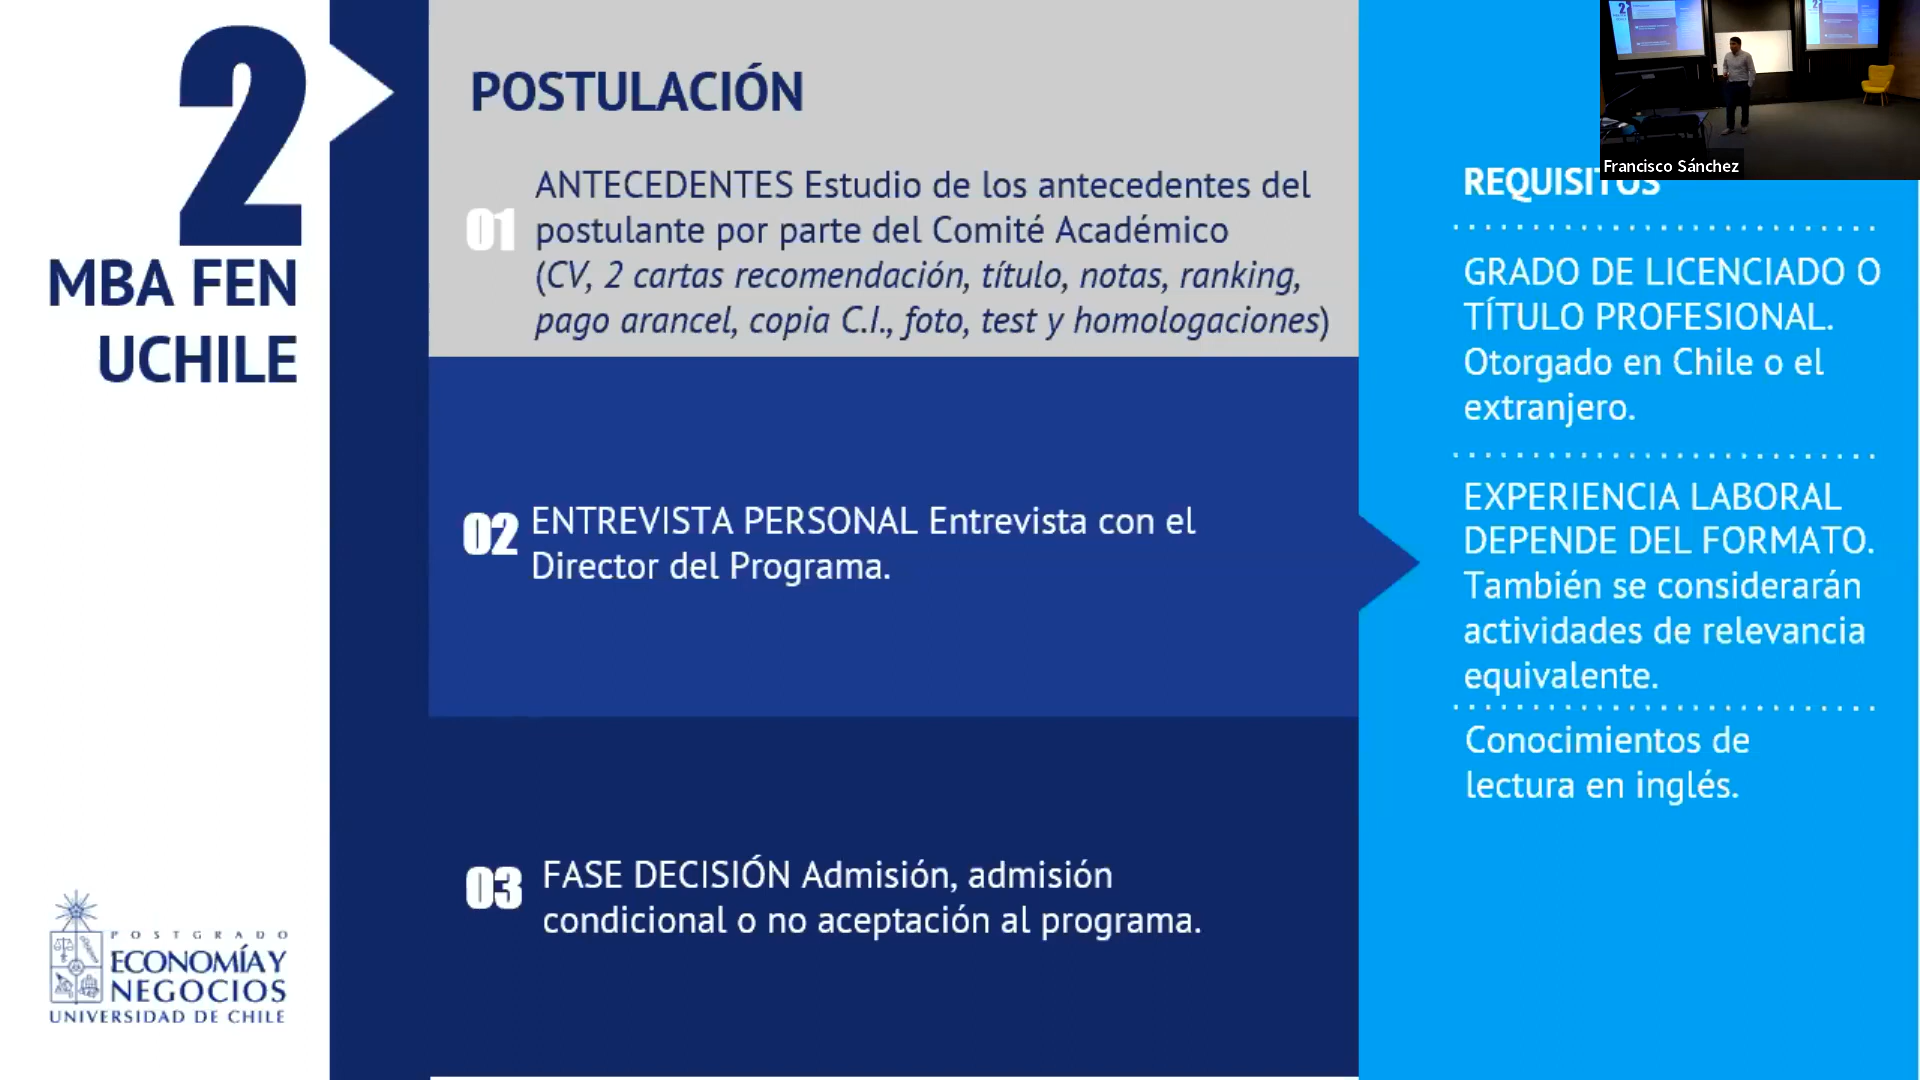 2
MBA FEN
UCHILE
POSTULACIÓN
01
ANTECEDENTES Estudio de los antecedentes del
postulante por parte del Comité Académico
(CV, 2 cartas recomendación, título, notas, ranking,
pago arancel, copia C.I., foto, test y homologaciones)
02
ENTREVISTA PERSONAL Entrevista con el
Director del Programa.
03
FASE DECISIÓN Admisión, admisión
condicional o no aceptación al programa.
Francisco Sánchez
REQUISITOS
GRADO DE LICENCIADO O
TÍTULO PROFESIONAL.
Otorgado en Chile o el
extranjero.
EXPERIENCIA LABORAL
DEPENDE DEL FORMATO.
También se considerarán
actividades de relevancia
equivalente.
Conocimientos de
lectura en inglés.
POSTGRADO
ECONOMÍA Y
NEGOCIOS
UNIVERSIDAD DE CHILE